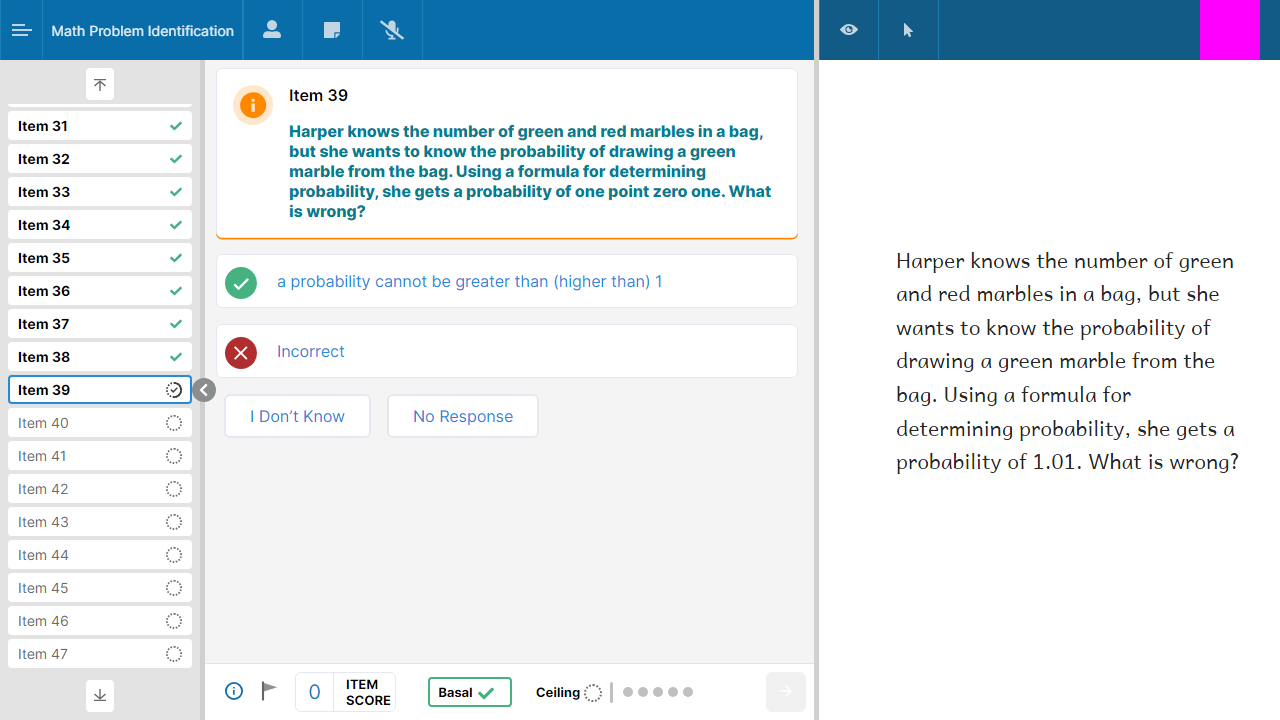 Math Problem Identification
Item 31
Item 32
Item 33
Item 34
Item 35
Item 36
Item 37
Item 38
Item 39
Item 40
Item 41
Item 42
Item 43
Item 44
Item 45
Item 46
Item 47
Item 39
Harper knows the number of green and red marbles in a bag,
but she wants to know the probability of drawing a green
marble from the bag. Using a formula for determining
probability, she gets a probability of one point zero one. What
is wrong?
a probability cannot be greater than (higher than) 1
Incorrect
I Don’t Know
No Response
0
ITEM
SCORE
Basal
Ceiling
Harper knows the number of green
and red marbles in a bag, but she
wants to know the probability of
drawing a green marble from the
bag. Using a formula for
determining probability, she gets a
probability of 1.01. What is wrong?